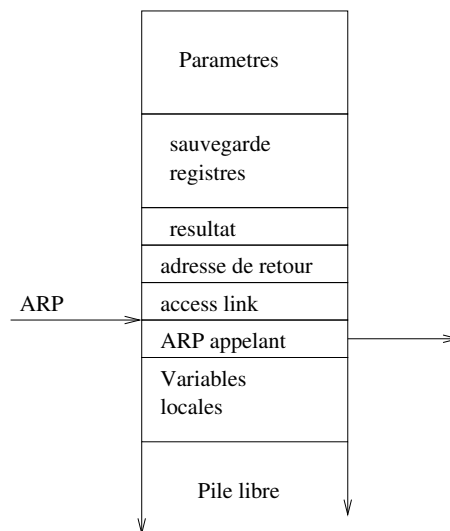 Parametres
sauvegarde
registres
resultat
adresse de retour
access link
ARP
ARP appelant
Variables
locales
Pile libre